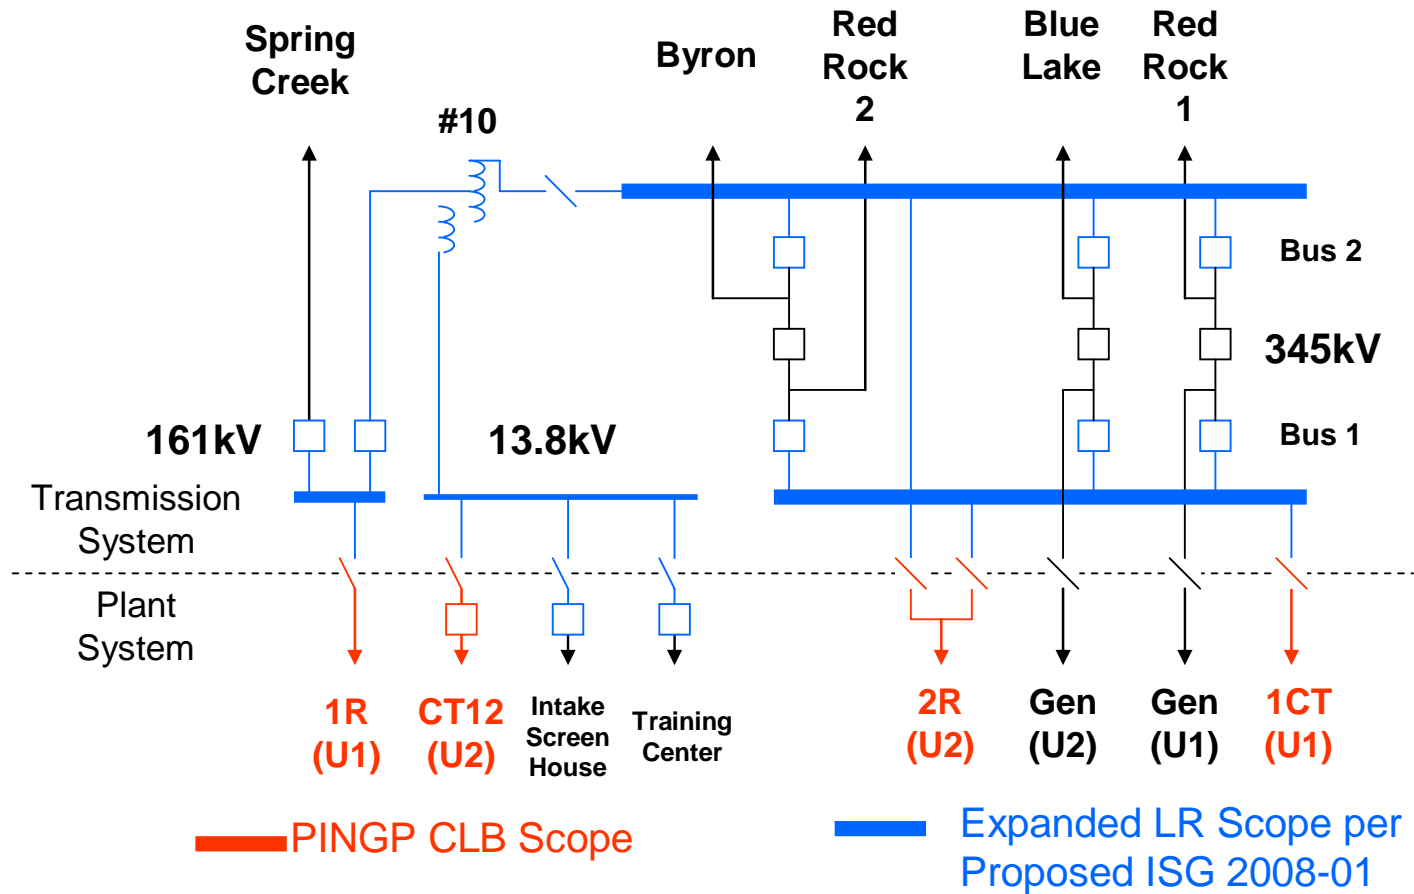 Spring
Creek
Byron
Red
Rock
2
Blue
Lake
Red
Rock
1
#10
Bus 2
345kV
161kV
13.8kV
Bus 1
Transmission
System
Plant
System
1R
(U1)
CT12
(U2)
Intake
Screen
House
Training
Center
2R
(U2)
Gen
(U2)
Gen
(U1)
1CT
(U1)
PINGP CLB Scope
Expanded LR Scope per
Proposed ISG 2008-01